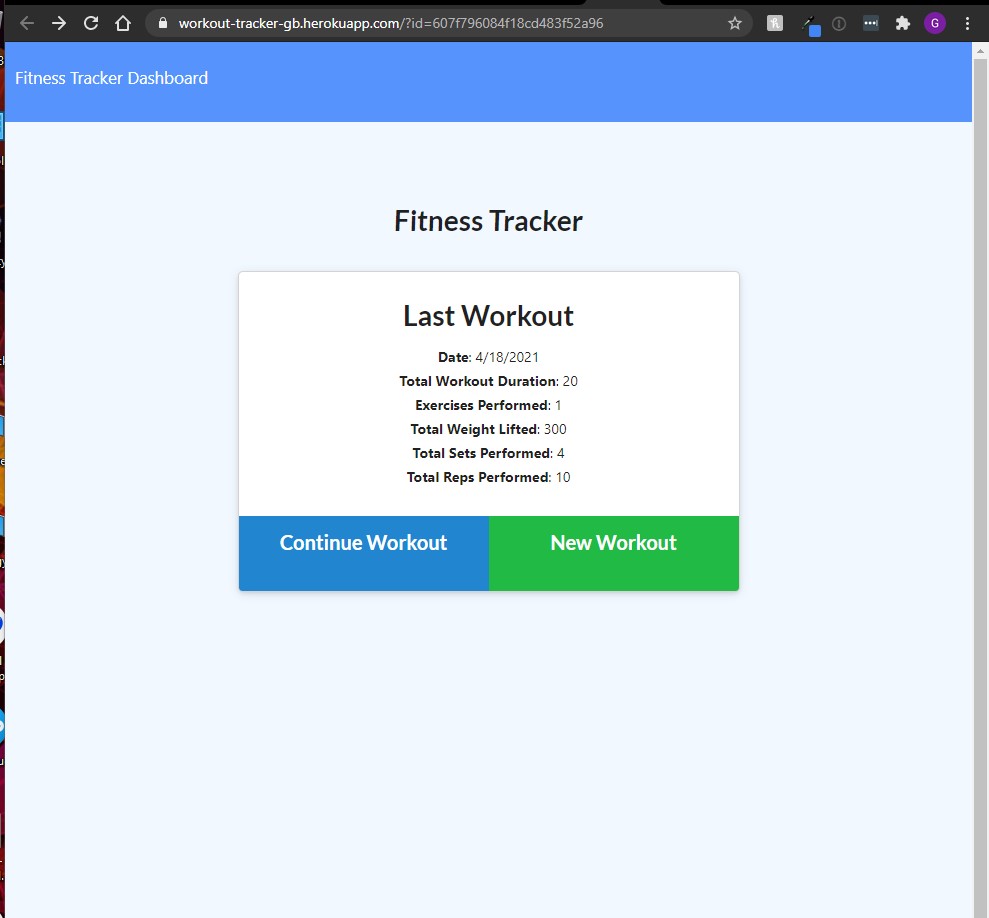 workout-tracker-gb.herokuapp.com/?id=607f796084f18cd483f52a96
G
Fitness Tracker Dashboard
Fitness Tracker
Last Workout
Date: 4/18/2021
Total Workout Duration: 20
Exercises Performed: 1
Total Weight Lifted: 300
Total Sets Performed: 4
Total Reps Performed: 10
Continue Workout
New Workout